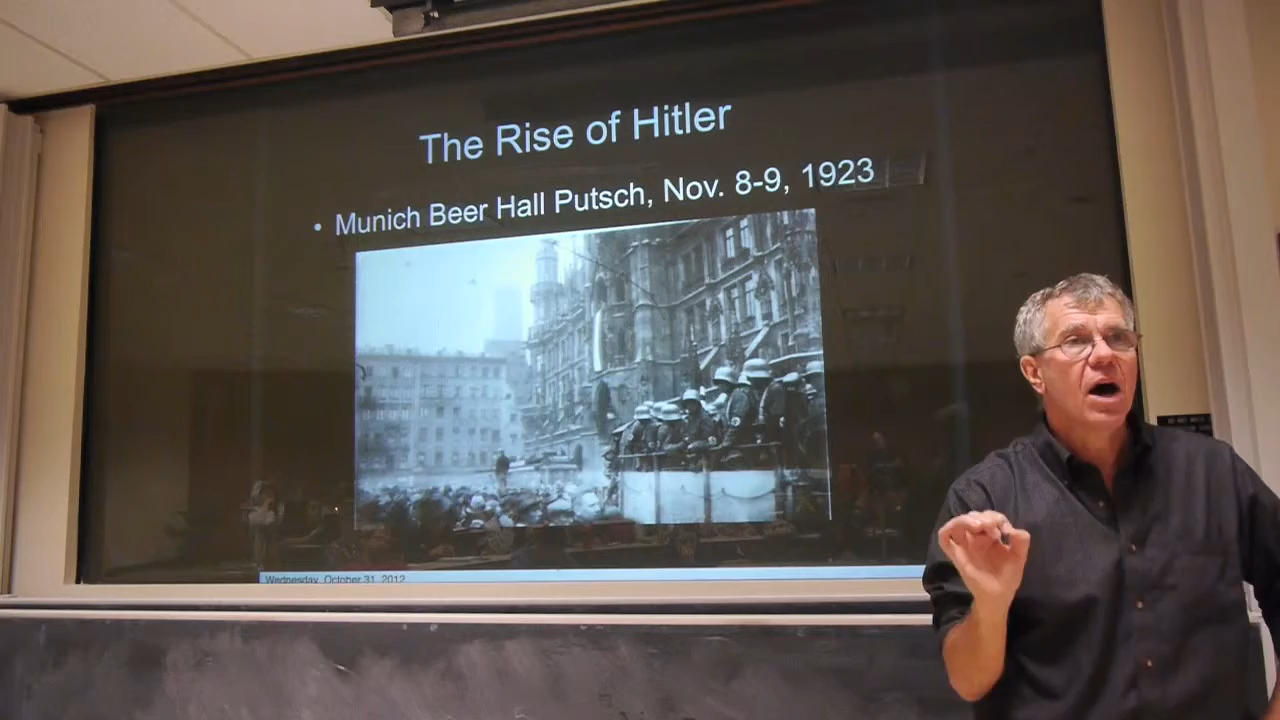 The Rise of Hitler
• Munich Beer Hall Putsch, Nov. 8-9, 1923
Wednesday, October 31, 2012